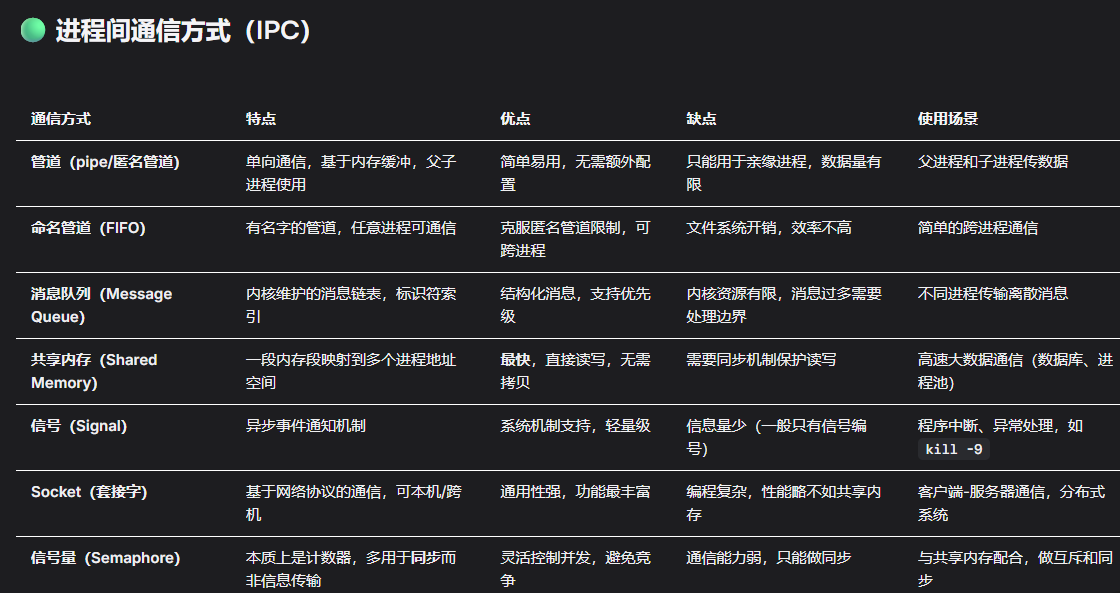 进程间通信方式（IPC）
通信方式 特点 优点 缺点 使用场景
管道（pipe/匿名管道） 单向通信，基于内存缓冲，父子 简单易用，无需额外配 只能用于亲缘进程，数据量有 父进程和子进程传数据
进程使用 置 限
命名管道（FIFO） 有名字的管道，任意进程可通信 克服匿名管道限制，可 文件系统开销，效率不高 简单的跨进程通信
跨进程
消息队列（Message 内核维护的消息链表，标识符索 结构化消息，支持优先 内核资源有限，消息过多需要 不同进程传输离散消息
Queue） 引 级 处理边界
共享内存（Shared 一段内存段映射到多个进程地址 最快，直接读写，无需 需要同步机制保护读写 高速大数据通信（数据库、进
Memory） 空间 拷贝 程池）
信号（Signal） 异步事件通知机制 系统机制支持，轻量级 信息量少（一般只有信号编 程序中断、异常处理，如
号） kill -9
Socket（套接字） 基于网络协议的通信，可本机/跨 通用性强，功能最丰富 编程复杂，性能略不如共享内 客户端-服务器通信，分布式
机 存 系统
信号量（Semaphore） 本质上是计数器，多用于同步而 灵活控制并发，避免竞 通信能力弱，只能做同步 与共享内存配合，做互斥和同
非信息传输 争 步